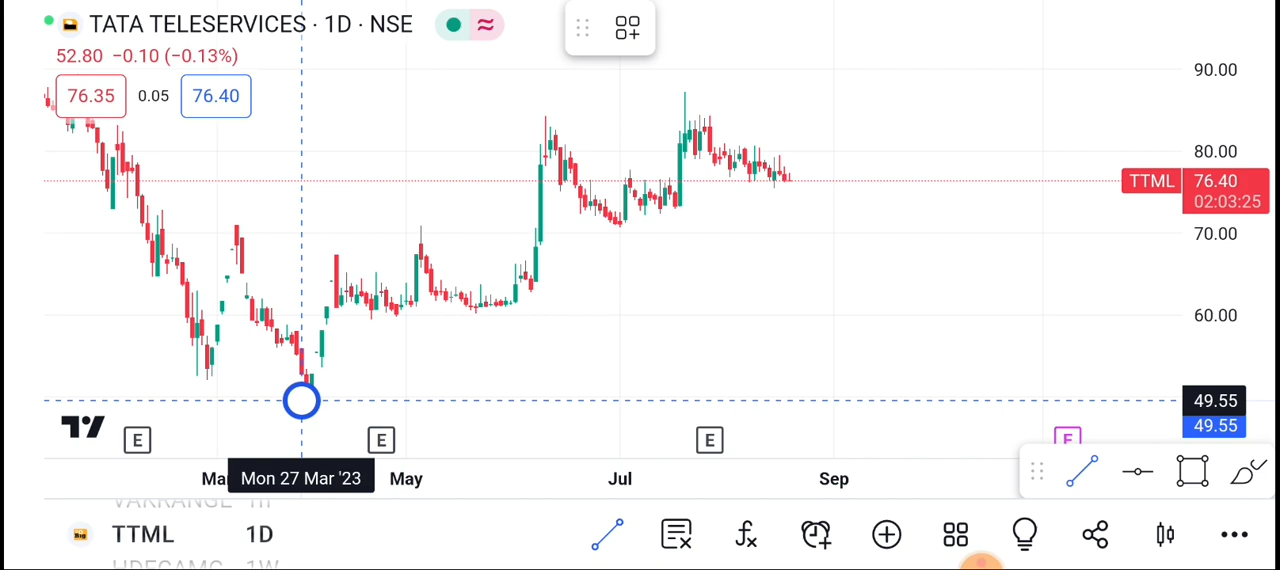 TATA TELESERVICES · 1D · NSE
52.80 −0.10 (−0.13%)
76.35 0.05 76.40
90.00
80.00
TTML 76.40
02:03:25
70.00
60.00
49.55
49.55
E E E E
Mon 27 Mar '23 May Jul Sep
TTML 1D